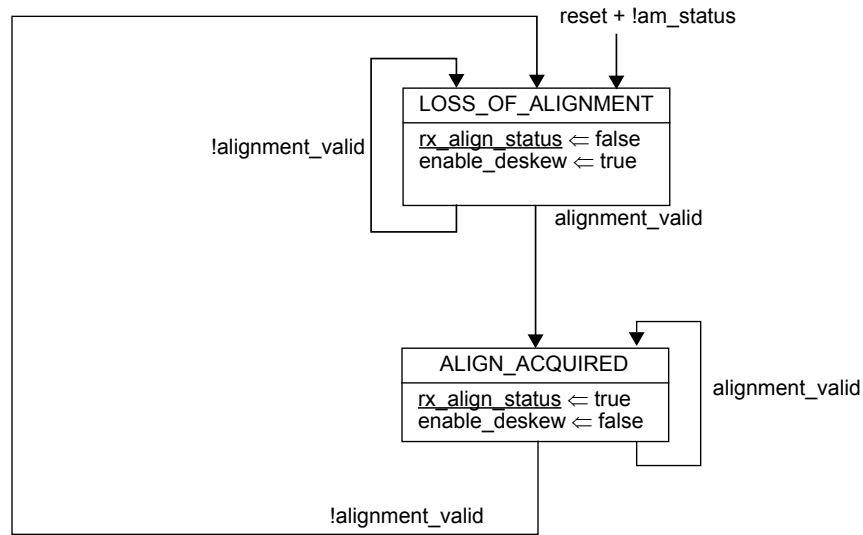 reset + !am_status
LOSS_OF_ALIGNMENT
rx_align_status ⇐ false
enable_deskew ⇐ true
!alignment_valid
alignment_valid
ALIGN_ACQUIRED
rx_align_status ⇐ true
enable_deskew ⇐ false
alignment_valid
!alignment_valid